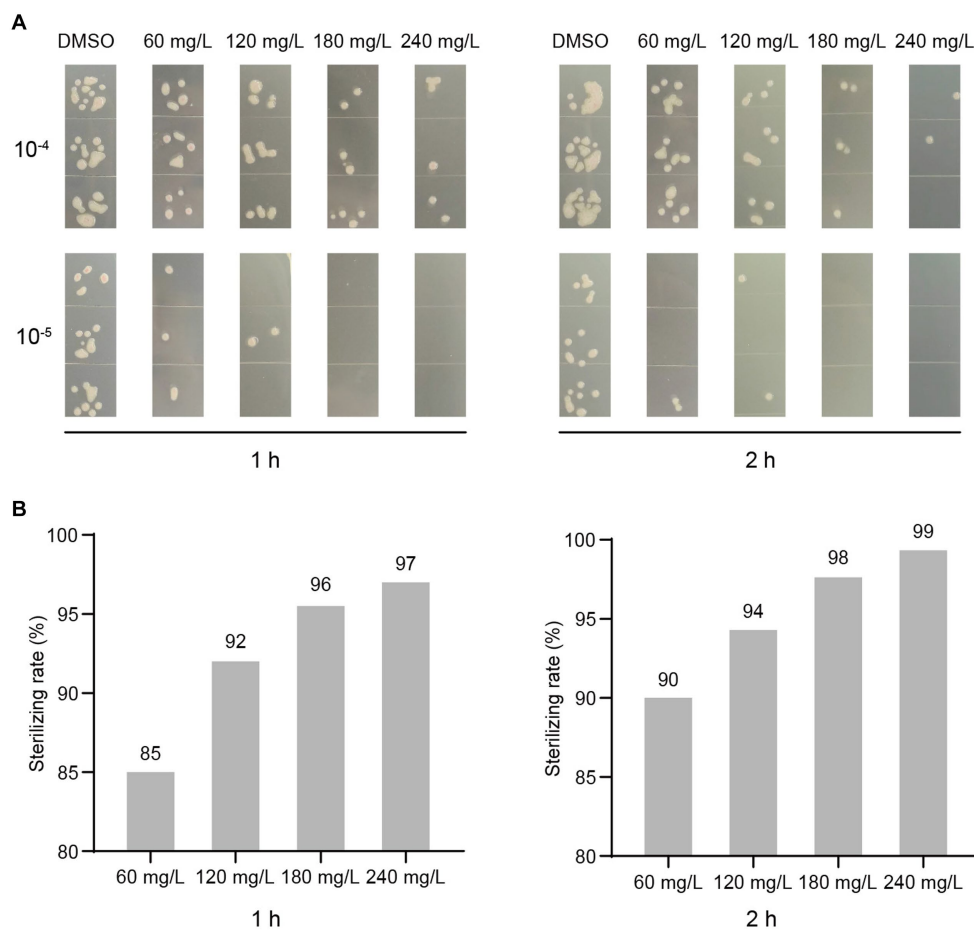 A
DMSO 60 mg/L 120 mg/L 180 mg/L 240 mg/L
DMSO 60 mg/L 120 mg/L 180 mg/L 240 mg/L
10⁻⁴
10⁻⁵
1 h
2 h
B
Sterilizing rate (%)
100
95
90
85
80
85
92
96
97
60 mg/L 120 mg/L 180 mg/L 240 mg/L
1 h
Sterilizing rate (%)
100
95
90
85
80
90
94
98
99
60 mg/L 120 mg/L 180 mg/L 240 mg/L
2 h